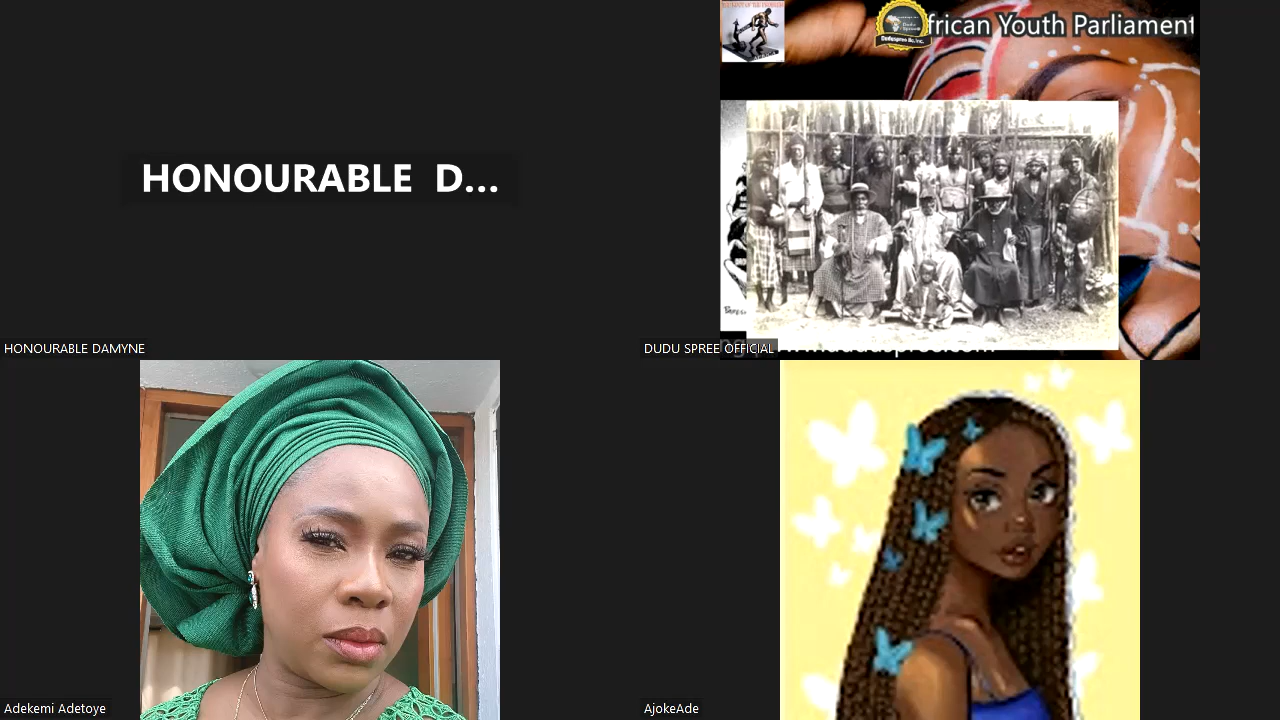 HONOURABLE D...
HONOURABLE DAMYNE
frican Youth Parliament
DUDU SPREE OFFICIAL
Adekemi Adetoye
AjokeAde